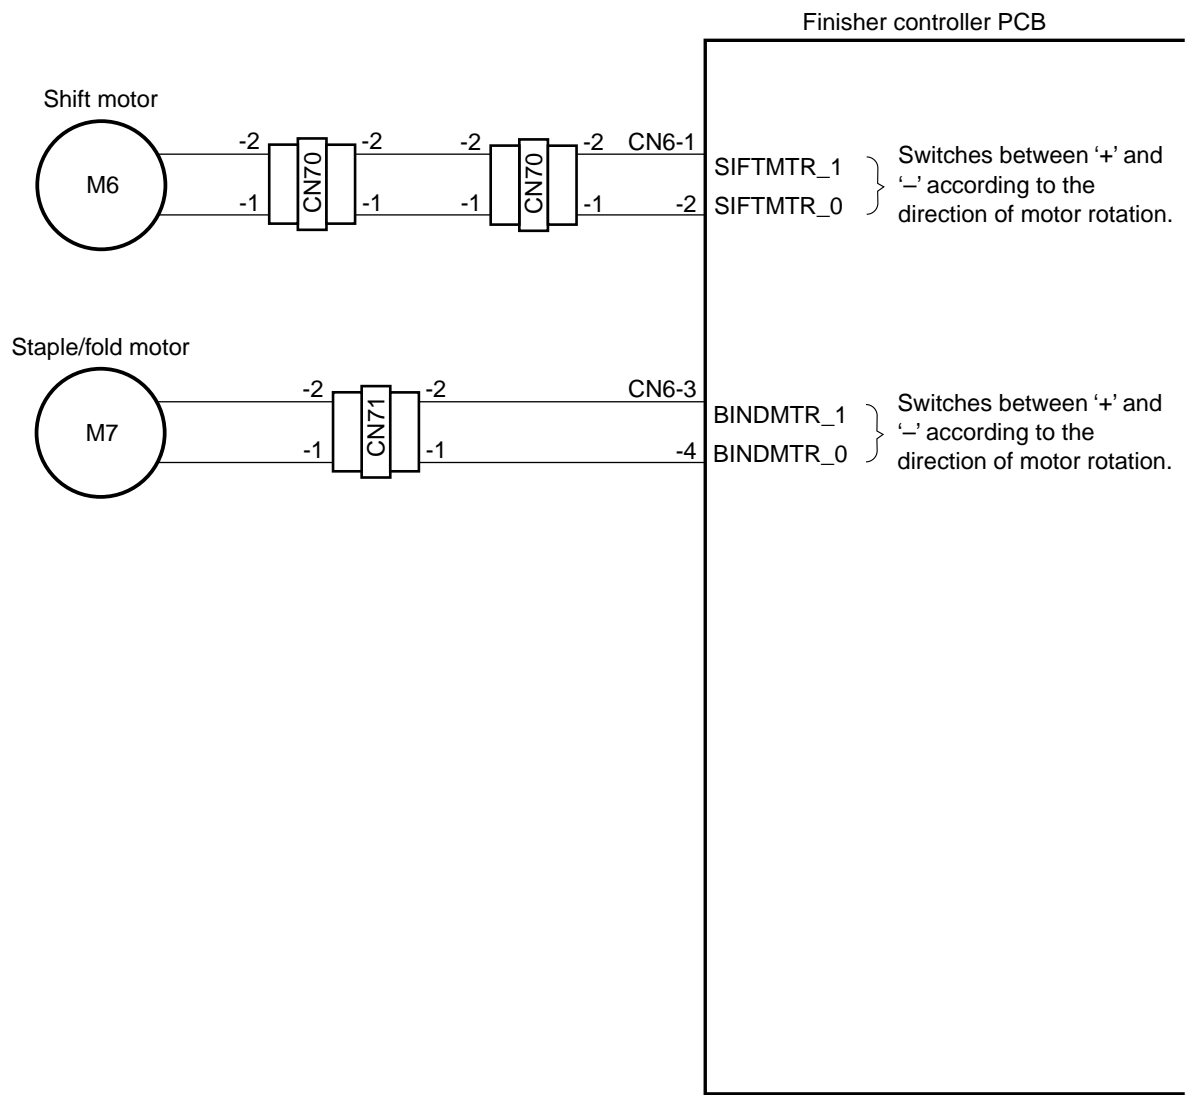 Finisher controller PCB
Shift motor
M6
-2 -2 -2 -2 CN6-1
CN70 CN70
-1 -1 -1 -1 -2
SIFTMTR_1
SIFTMTR_0
Switches between ‘+’ and
‘–’ according to the
direction of motor rotation.
Staple/fold motor
M7
-2 -2 CN6-3
CN71
-1 -1 -4
BINDMTR_1
BINDMTR_0
Switches between ‘+’ and
‘–’ according to the
direction of motor rotation.